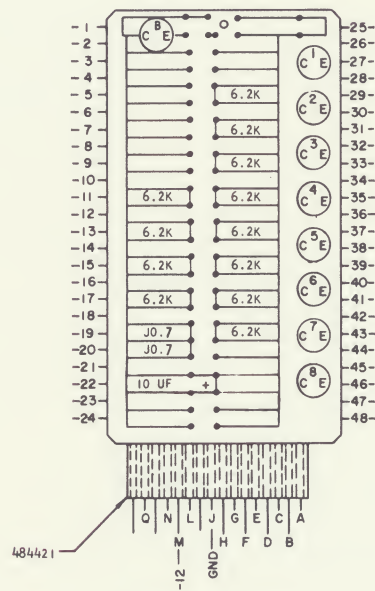 -1 B 25-
-2 C E 26-
-3 C 1 E 27-
-4 28-
-5 6.2K C 2 E 29-
-6 30-
-7 6.2K 31-
-8 C 3 E 32-
-9 6.2K 33-
-10 34-
-11 6.2K 6.2K C 4 E 35-
-12 36-
-13 6.2K 6.2K 37-
-14 C 5 E 38-
-15 6.2K 6.2K 39-
-16 C 6 E 40-
-17 6.2K 6.2K 41-
-18 42-
-19 J0.7 6.2K C 7 E 43-
-20 J0.7 44-
-21 45-
-22 10 UF + C 8 E 46-
-23 47-
-24 48-
Q N L J G E C A
M H F D B
-12 GND
484421